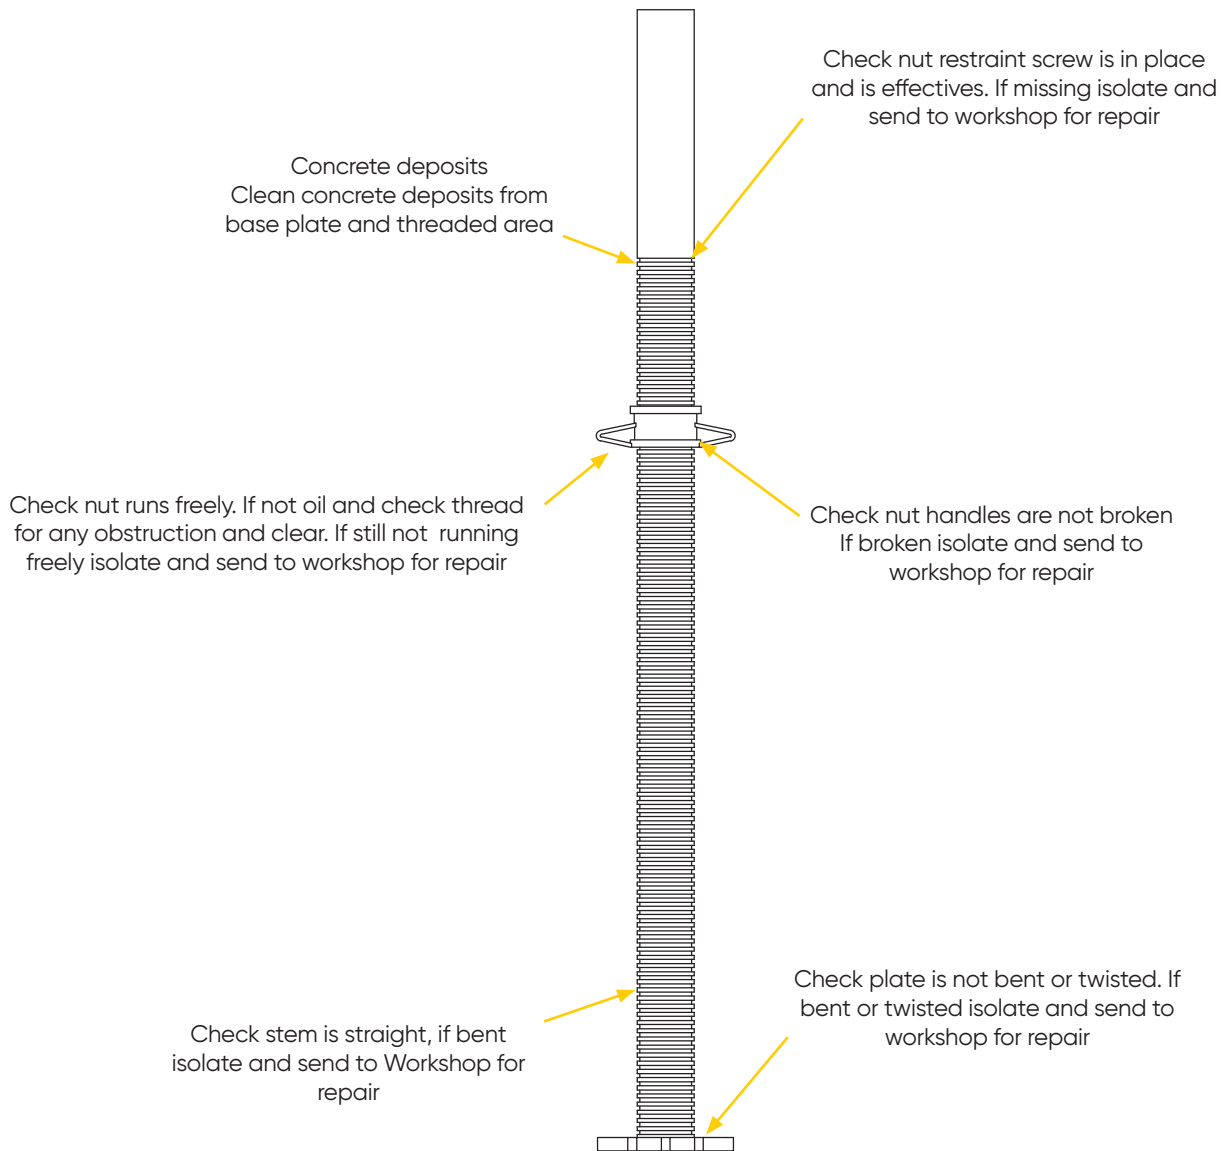 Check nut restraint screw is in place
and is effectives. If missing isolate and
send to workshop for repair
Concrete deposits
Clean concrete deposits from
base plate and threaded area
Check nut runs freely. If not oil and check thread
for any obstruction and clear. If still not running
freely isolate and send to workshop for repair
Check nut handles are not broken
If broken isolate and send to
workshop for repair
Check plate is not bent or twisted. If
bent or twisted isolate and send to
workshop for repair
Check stem is straight, if bent
isolate and send to Workshop for
repair